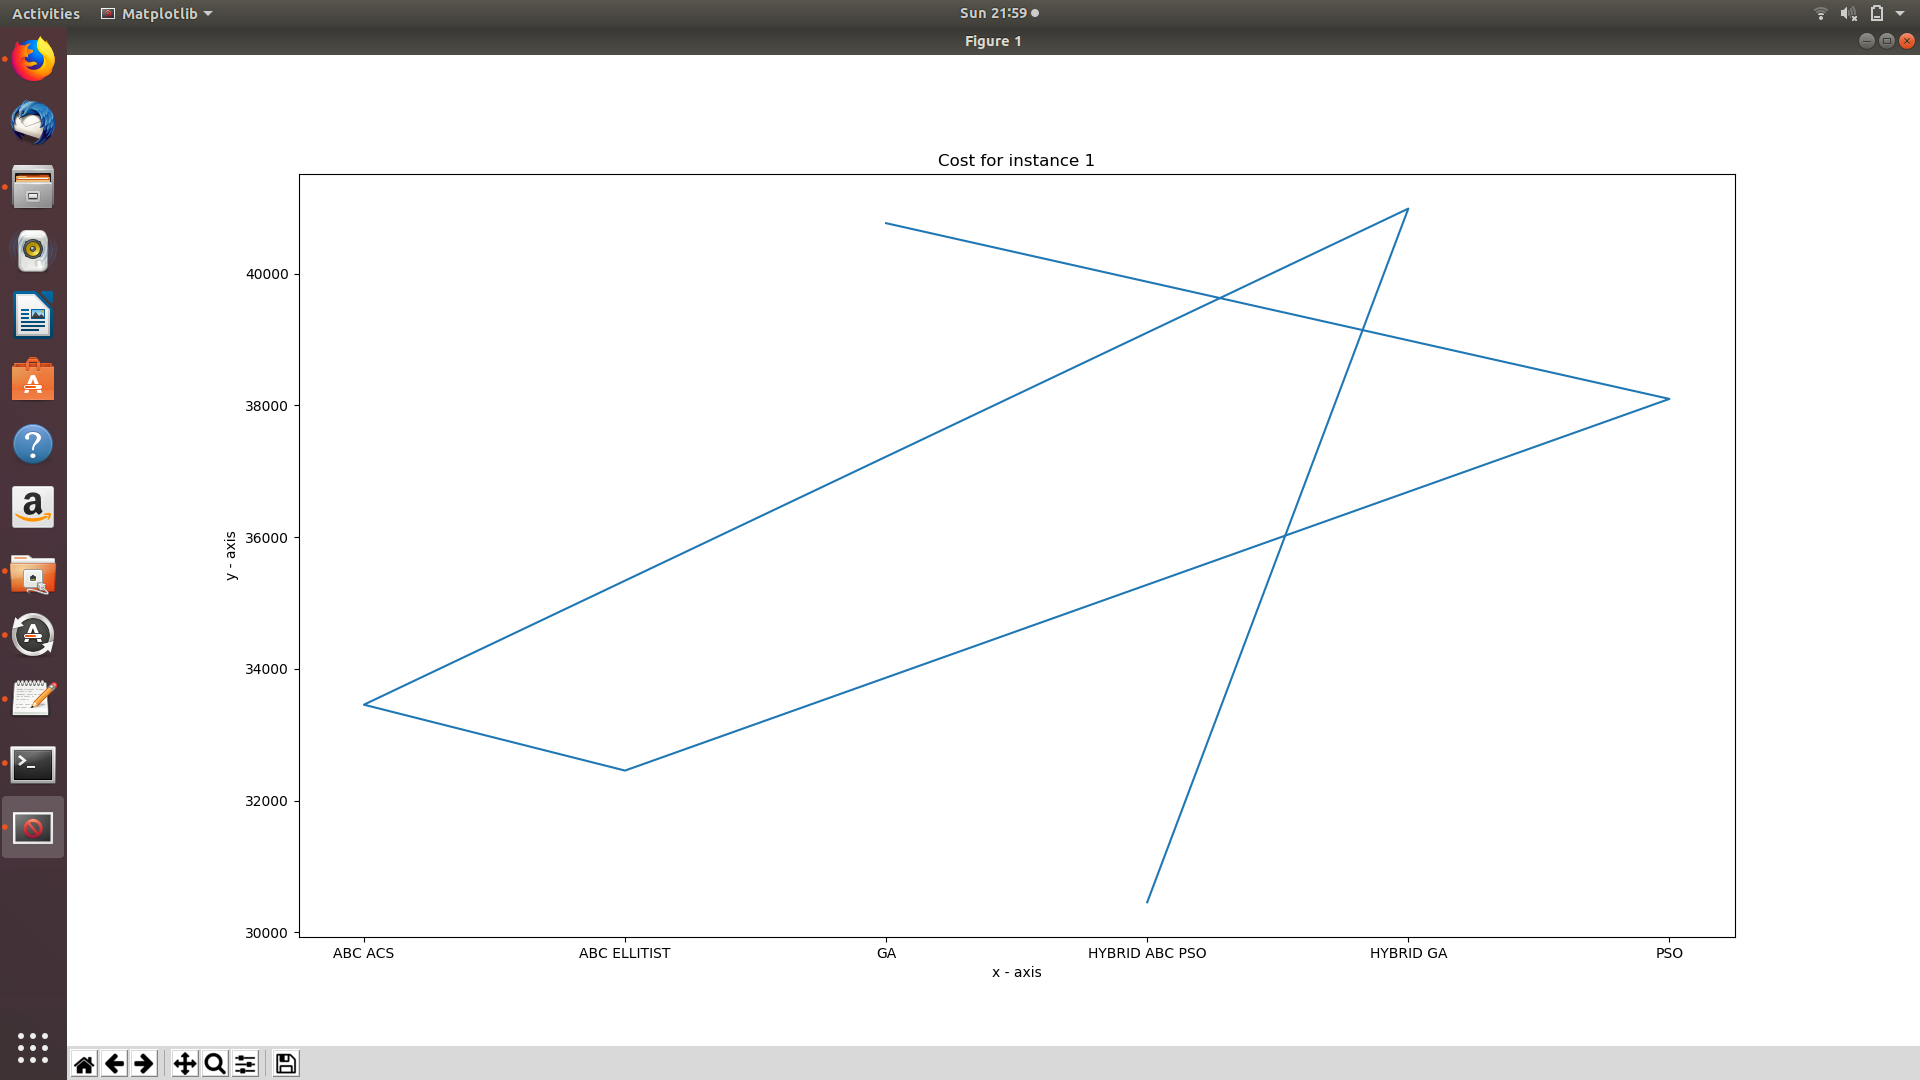 Activities Matplotlib Sun 21:59
Figure 1
Cost for instance 1
40000
38000
36000
34000
32000
30000
y - axis
ABC ACS ABC ELLITIST GA HYBRID ABC PSO HYBRID GA PSO
x - axis